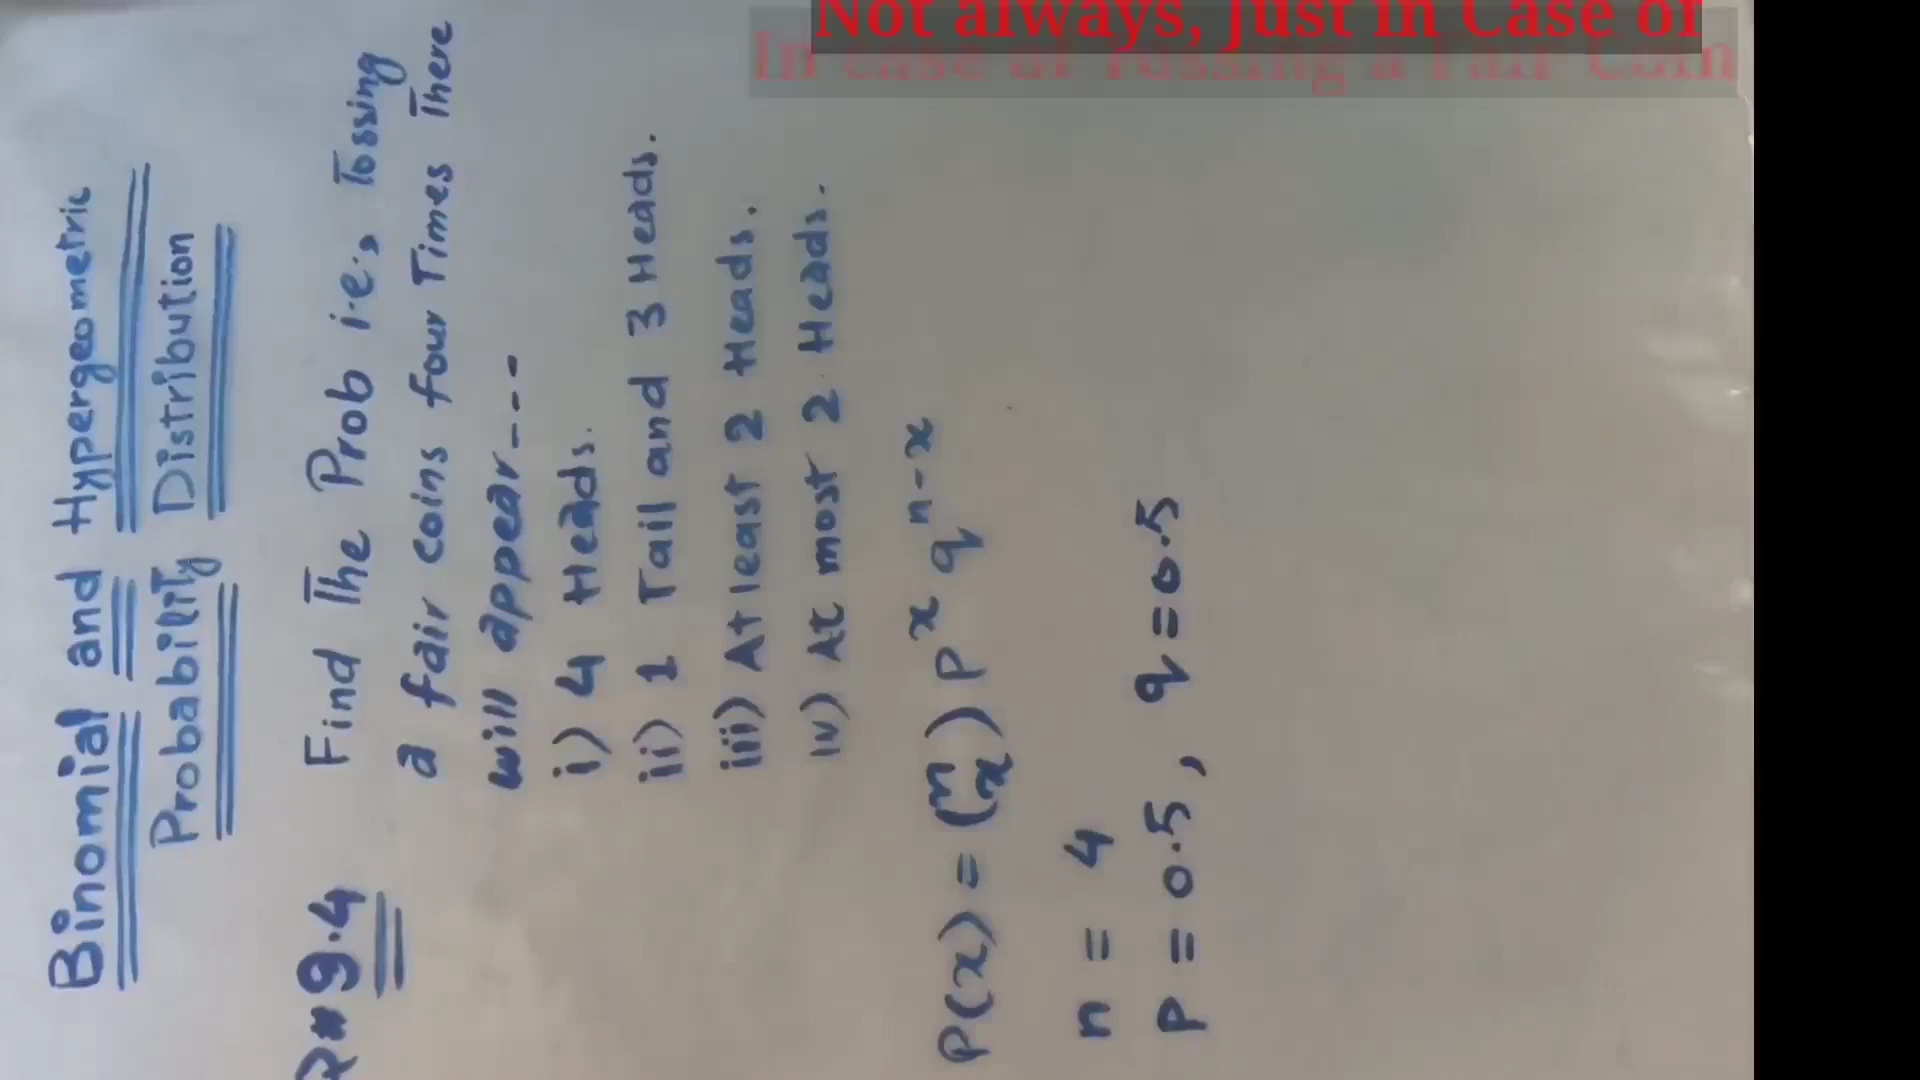 Not always, Just in Case of
In Case of Tossing a Fair Coin
Binomial and Hypergeometric
Probability Distribution
Q#9.4 Find The Prob i.e., Tossing
a fair coins four Times There
will appear....
i) 4 Heads.
ii) 1 Tail and 3 Heads.
iii) At least 2 Heads.
iv) At most 2 Heads.
P(x) = (n x) p^x q^n-x
n = 4
P = 0.5, q = 0.5